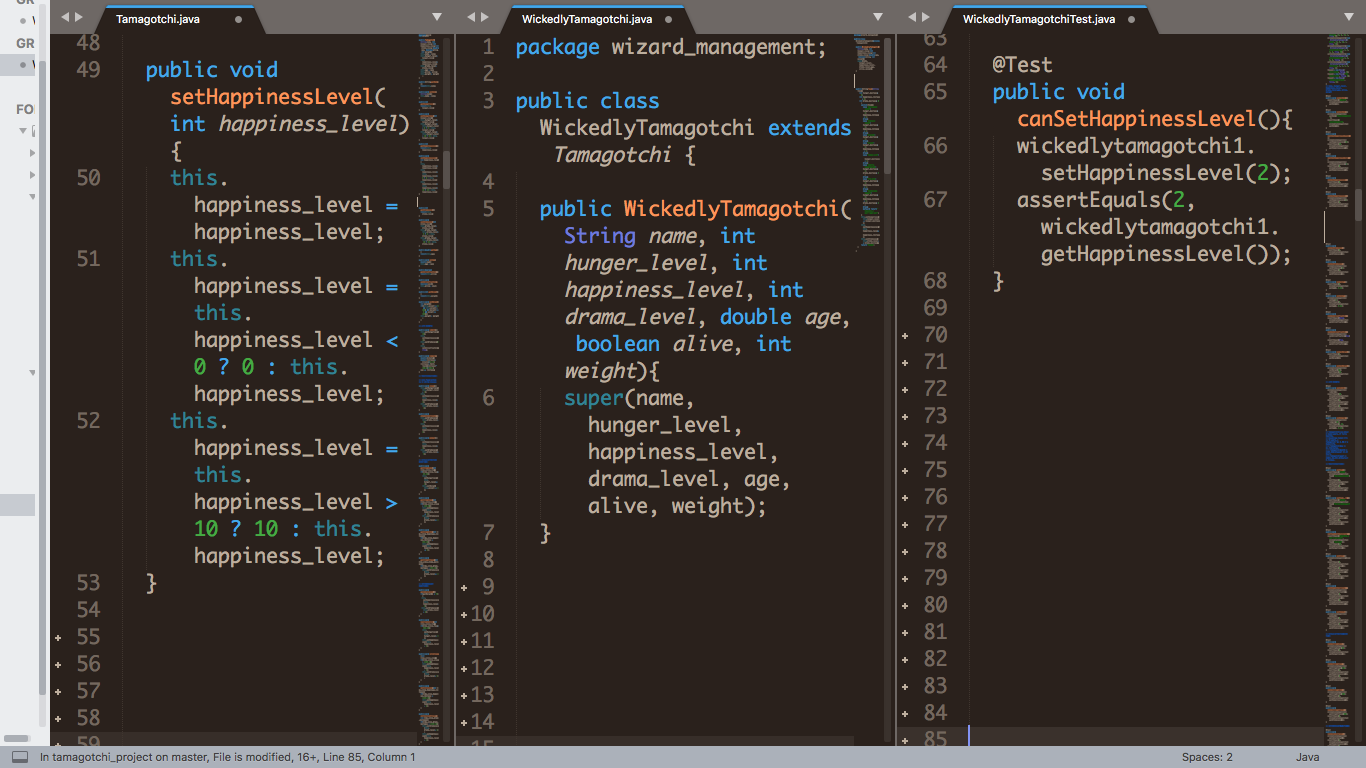 GR
GR
FOI
Tamagotchi.java
48
49 public void
setHappinessLevel(
int happiness_level)
{
50 this.
happiness_level =
happiness_level;
51 this.
happiness_level =
this.
happiness_level <
0 ? 0 : this.
happiness_level;
52 this.
happiness_level =
this.
happiness_level >
10 ? 10 : this.
happiness_level;
53 }
54
55
56
57
58
59
WickedlyTamagotchi.java
1 package wizard_management;
2
3 public class
WickedlyTamagotchi extends
Tamagotchi {
4
5 public WickedlyTamagotchi(
String name, int
hunger_level, int
happiness_level, int
drama_level, double age,
boolean alive, int
weight){
6 super(name,
hunger_level,
happiness_level,
drama_level, age,
alive, weight);
7 }
8
9
10
11
12
13
14
15
WickedlyTamagotchiTest.java
63
64 @Test
65 public void
canSetHappinessLevel(){
66 wickedlytamagotchi1.
setHappinessLevel(2);
67 assertEquals(2,
wickedlytamagotchi1.
getHappinessLevel());
68 }
69
70
71
72
73
74
75
76
77
78
79
80
81
82
83
84
85
In tamagotchi_project on master, File is modified, 16+, Line 85, Column 1
Spaces: 2
Java